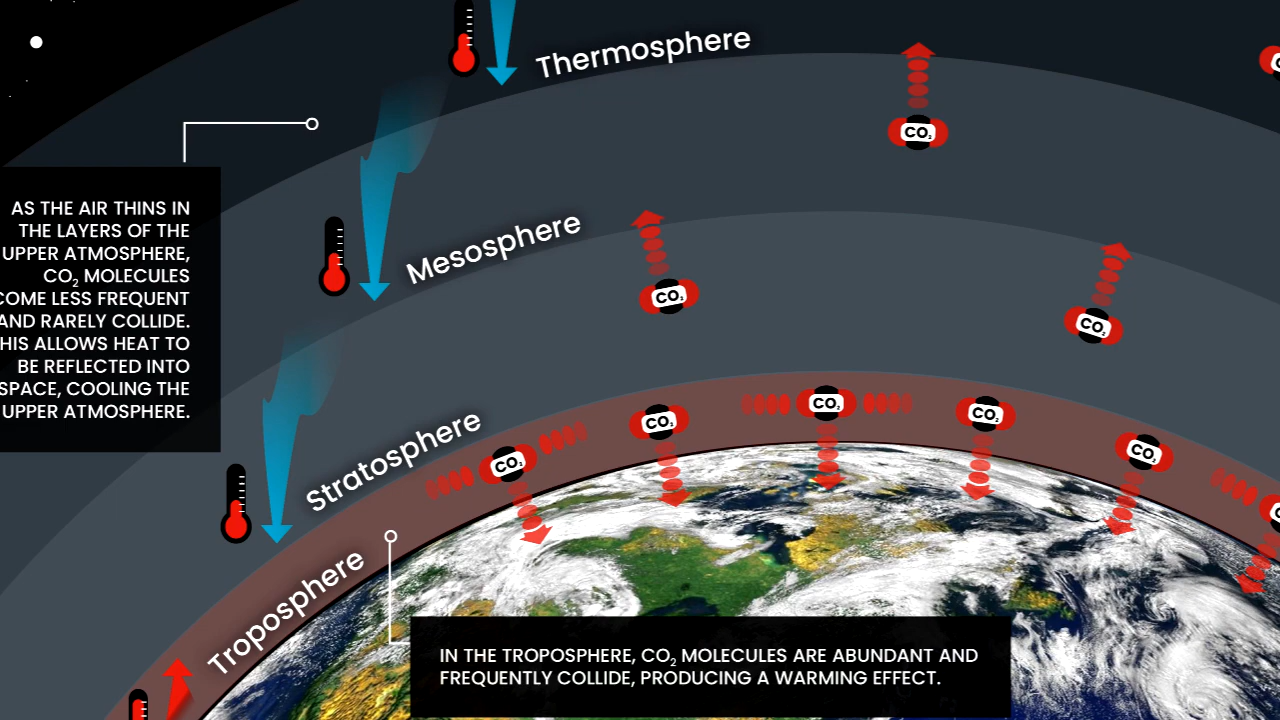 Thermosphere
CO₂
AS THE AIR THINS IN
THE LAYERS OF THE
UPPER ATMOSPHERE,
CO₂ MOLECULES
COME LESS FREQUENT
AND RARELY COLLIDE.
HIS ALLOWS HEAT TO
BE REFLECTED INTO
SPACE, COOLING THE
UPPER ATMOSPHERE.
Mesosphere
CO₂
CO₂
Stratosphere
CO₂
CO₂
CO₂
CO₂
CO₂
Troposphere
IN THE TROPOSPHERE, CO₂ MOLECULES ARE ABUNDANT AND
FREQUENTLY COLLIDE, PRODUCING A WARMING EFFECT.